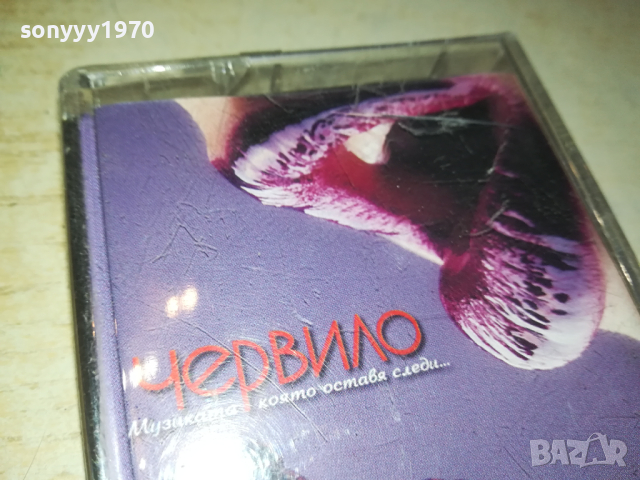 sonyyy1970
червило
Музиката, която оставя следи...
BAZAR